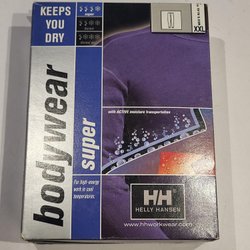 KEEPS
YOU
DRY
super
XXL
bodywear
super
For high-energy
work in cool
temperatures.
with ACTIVE moisture transportation
HH
HELLY HANSEN
www.hhworkwear.com